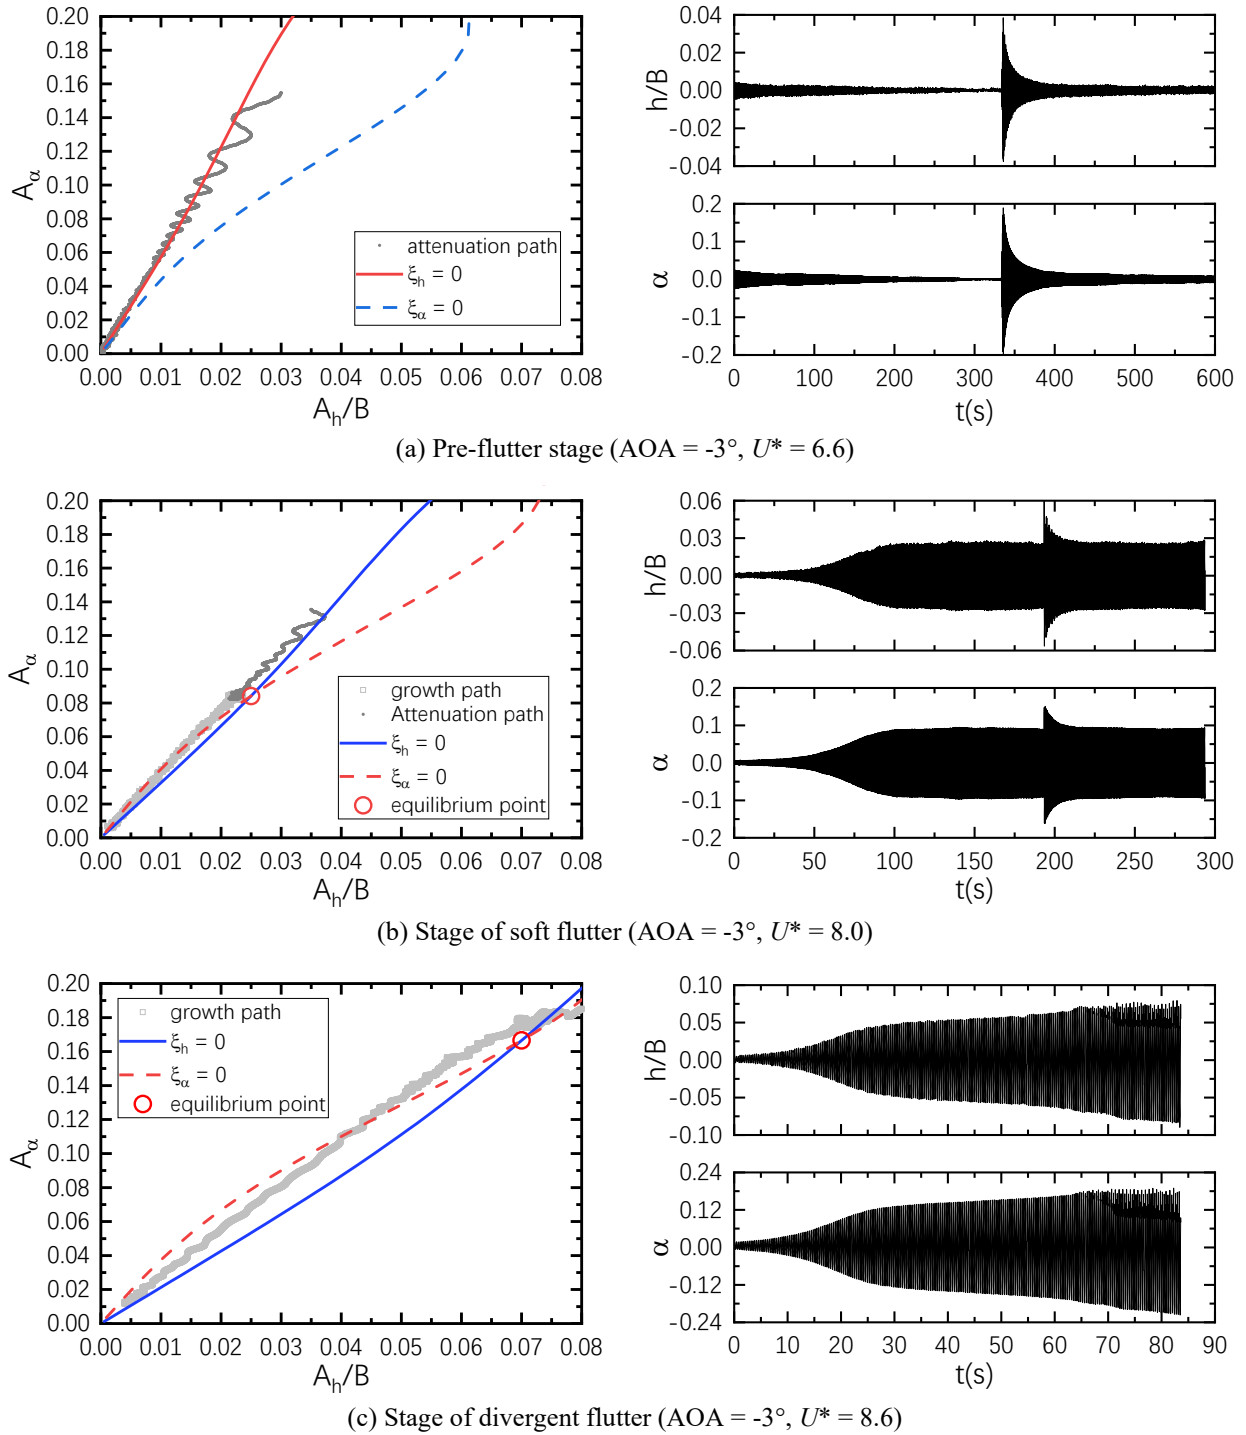 0.20
0.18
0.16
0.14
0.12
0.10
0.08
0.06
0.04
0.02
0.00
A_α
attenuation path
ξ_h = 0
ξ_α = 0
0.00 0.01 0.02 0.03 0.04 0.05 0.06 0.07 0.08
A_h/B
0.04
0.02
0.00
-0.02
-0.04
h/B
0.2
0.1
0.0
-0.1
-0.2
α
0 100 200 300 400 500 600
t(s)
(a) Pre-flutter stage (AOA = -3°, U* = 6.6)
0.20
0.18
0.16
0.14
0.12
0.10
0.08
0.06
0.04
0.02
0.00
A_α
growth path
Attenuation path
ξ_h = 0
ξ_α = 0
equilibrium point
0.00 0.01 0.02 0.03 0.04 0.05 0.06 0.07 0.08
A_h/B
0.06
0.03
0.00
-0.03
-0.06
h/B
0.2
0.1
0.0
-0.1
-0.2
α
0 50 100 150 200 250 300
t(s)
(b) Stage of soft flutter (AOA = -3°, U* = 8.0)
0.20
0.18
0.16
0.14
0.12
0.10
0.08
0.06
0.04
0.02
0.00
A_α
growth path
ξ_h = 0
ξ_α = 0
equilibrium point
0.00 0.01 0.02 0.03 0.04 0.05 0.06 0.07 0.08
A_h/B
0.10
0.05
0.00
-0.05
-0.10
h/B
0.24
0.12
0.00
-0.12
-0.24
α
0 10 20 30 40 50 60 70 80 90
t(s)
(c) Stage of divergent flutter (AOA = -3°, U* = 8.6)